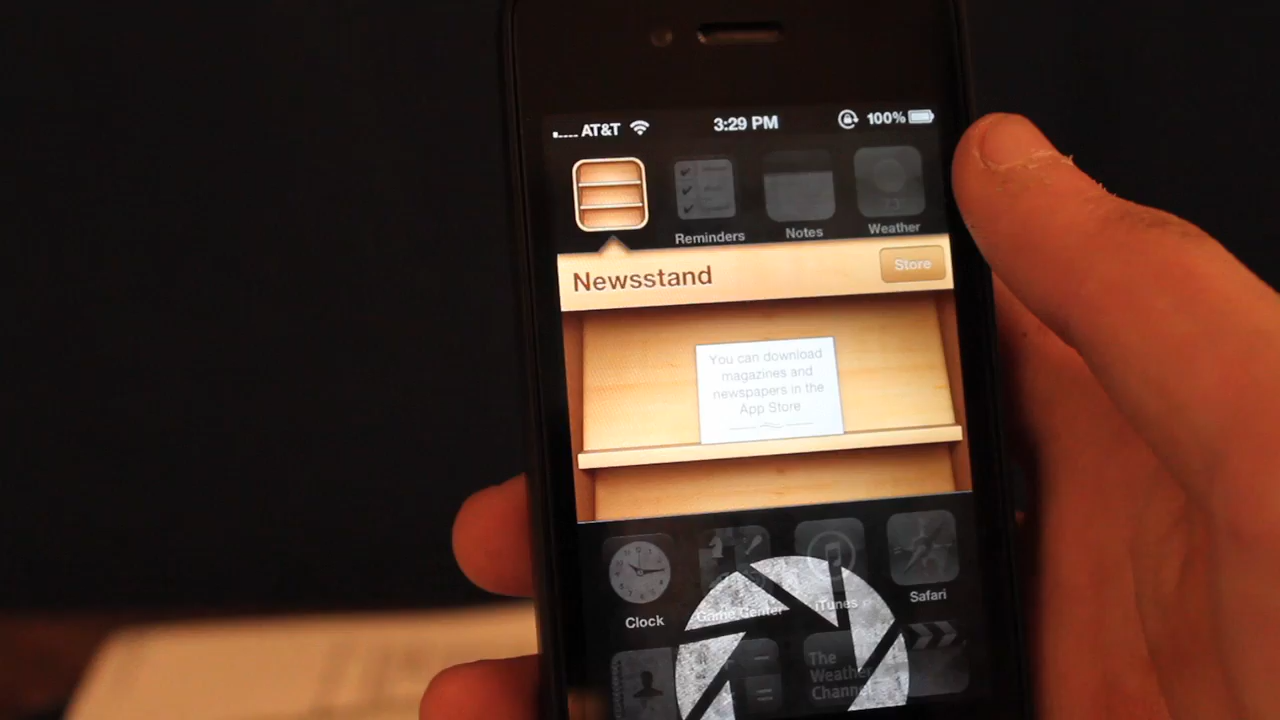 AT&T 3:29 PM 100%
Reminders Notes Weather
Newsstand Store
You can download
magazines and
newspapers in the
App Store
Clock Game Center iTunes Safari
The
Weather
Channel